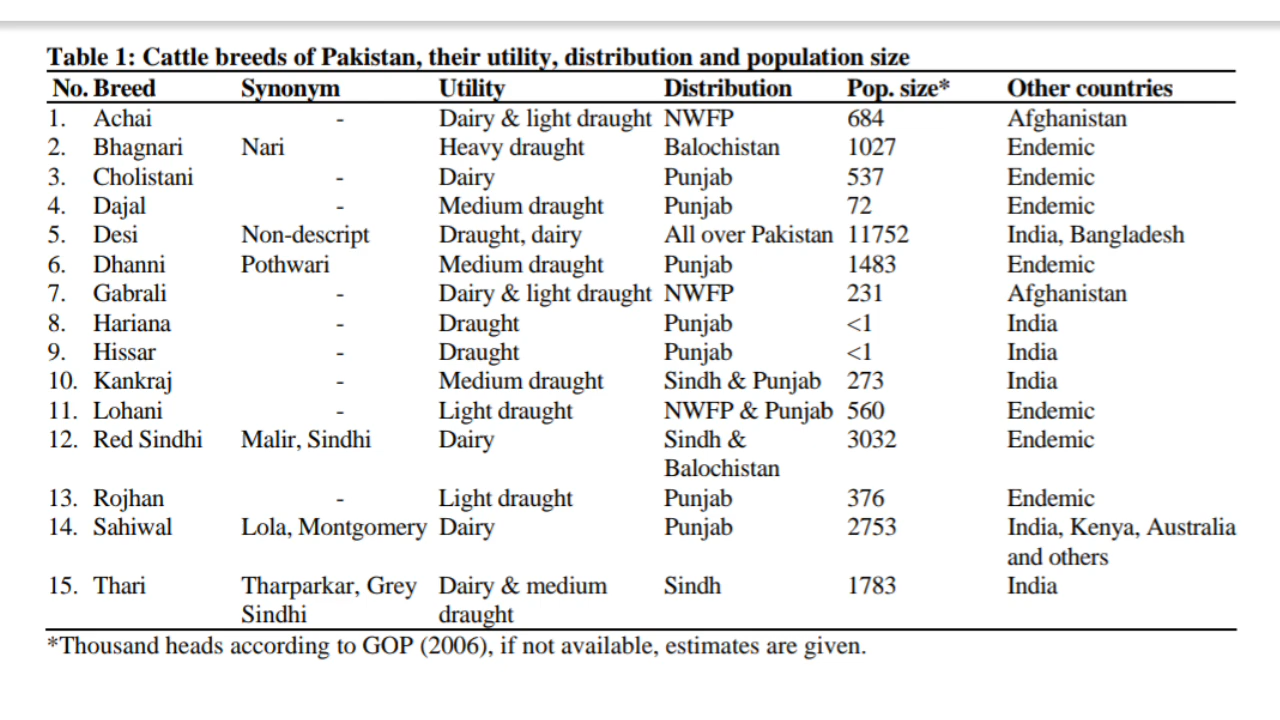 Table 1: Cattle breeds of Pakistan, their utility, distribution and population size
No. Breed Synonym Utility Distribution Pop. size* Other countries
1. Achai - Dairy & light draught NWFP 684 Afghanistan
2. Bhagnari Nari Heavy draught Balochistan 1027 Endemic
3. Cholistani - Dairy Punjab 537 Endemic
4. Dajal - Medium draught Punjab 72 Endemic
5. Desi Non-descript Draught, dairy All over Pakistan 11752 India, Bangladesh
6. Dhanni Pothwari Medium draught Punjab 1483 Endemic
7. Gabrali - Dairy & light draught NWFP 231 Afghanistan
8. Hariana - Draught Punjab <1 India
9. Hissar - Draught Punjab <1 India
10. Kankraj - Medium draught Sindh & Punjab 273 India
11. Lohani - Light draught NWFP & Punjab 560 Endemic
12. Red Sindhi Malir, Sindhi Dairy Sindh & 3032 Endemic
Balochistan
13. Rojhan - Light draught Punjab 376 Endemic
14. Sahiwal Lola, Montgomery Dairy Punjab 2753 India, Kenya, Australia
and others
15. Thari Tharparkar, Grey Dairy & medium Sindh 1783 India
Sindhi draught
*Thousand heads according to GOP (2006), if not available, estimates are given.